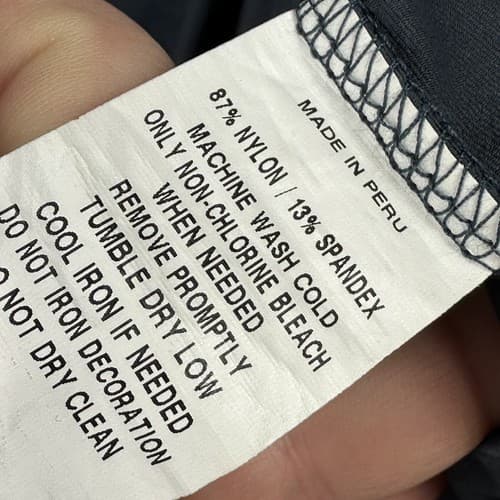 MADE IN PERU
87% NYLON / 13% SPANDEX
MACHINE WASH COLD
ONLY NON-CHLORINE BLEACH
WHEN NEEDED
REMOVE PROMPTLY
TUMBLE DRY LOW
COOL IRON IF NEEDED
DO NOT IRON DECORATION
NOT DRY CLEAN